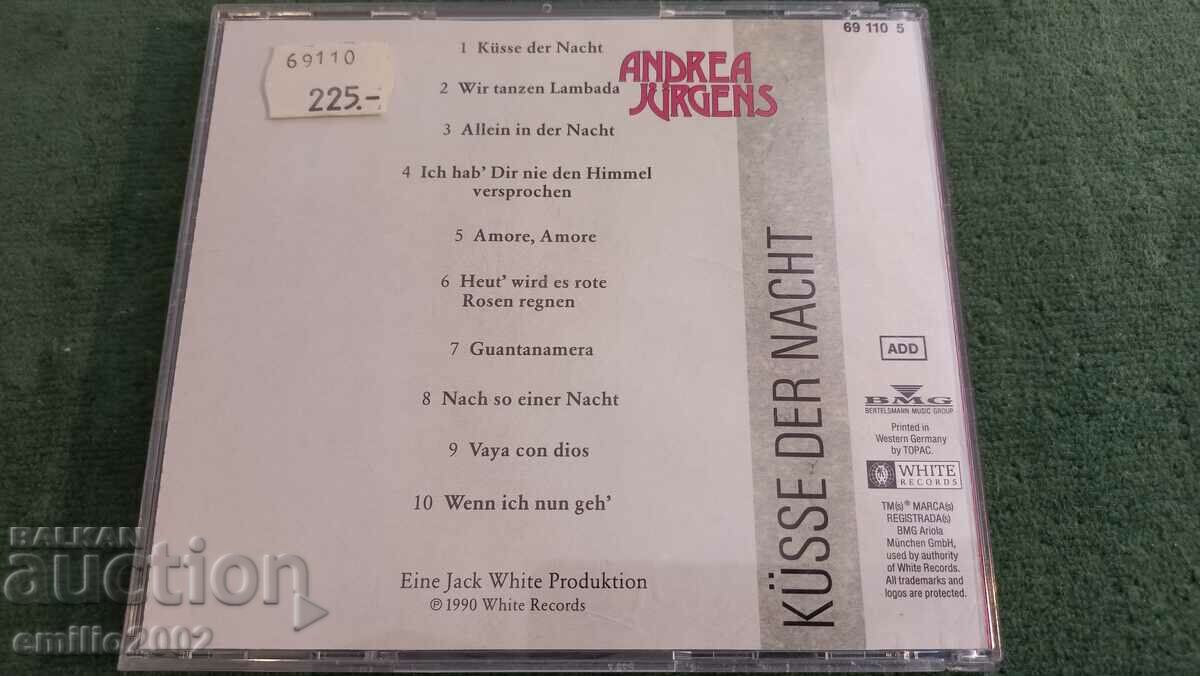 69110
225.-
69 110 5
1 Küsse der Nacht
ANDREA
JÜRGENS
2 Wir tanzen Lambada
3 Allein in der Nacht
4 Ich hab' Dir nie den Himmel
versprochen
5 Amore, Amore
6 Heut' wird es rote
Rosen regnen
7 Guantanamera
8 Nach so einer Nacht
9 Vaya con dios
10 Wenn ich nun geh'
Eine Jack White Produktion
℗ 1990 White Records
KÜSSE DER NACHT
ADD
BMG
BERTELSMANN MUSIC GROUP
Printed in
Western Germany
by TOPAC.
WHITE
RECORDS
TM(s)® MARCA(s)
REGISTRADA(s)
BMG Ariola
München GmbH,
used by authority
of White Records.
All trademarks and
logos are protected.
BALKAN
auction
emilio2002